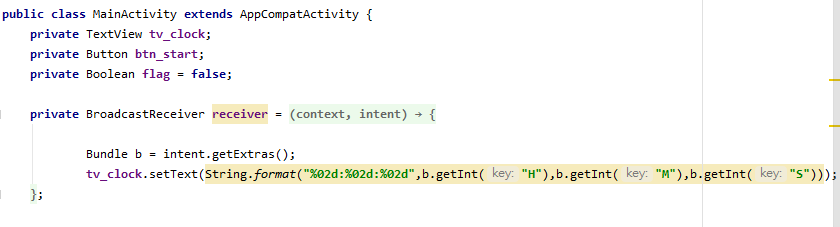 public class MainActivity extends AppCompatActivity {
private TextView tv_clock;
private Button btn_start;
private Boolean flag = false;
private BroadcastReceiver receiver = (context, intent) → {
Bundle b = intent.getExtras();
tv_clock.setText(String.format("%02d:%02d:%02d",b.getInt( key: "H"),b.getInt( key: "M"),b.getInt( key: "S")));
};